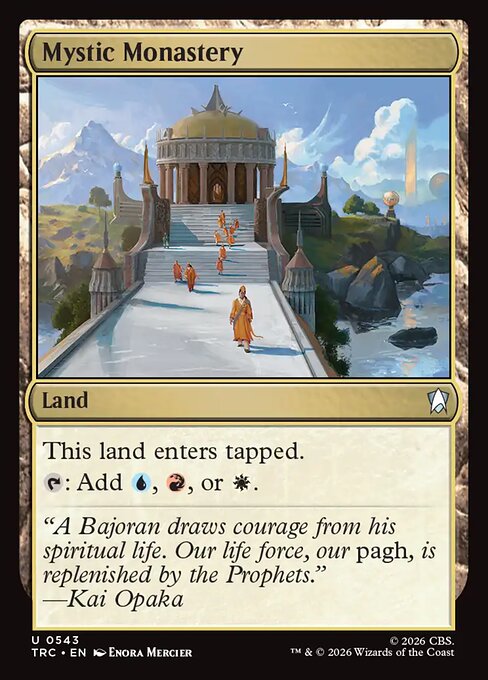 Mystic Monastery
Land
This land enters tapped.
: Add , , or .
“A Bajoran draws courage from his
spiritual life. Our life force, our pagh, is
replenished by the Prophets.”
—Kai Opaka
U 0543
TRC • EN Enora Mercier
© 2026 CBS.
™ & © 2026 Wizards of the Coast.